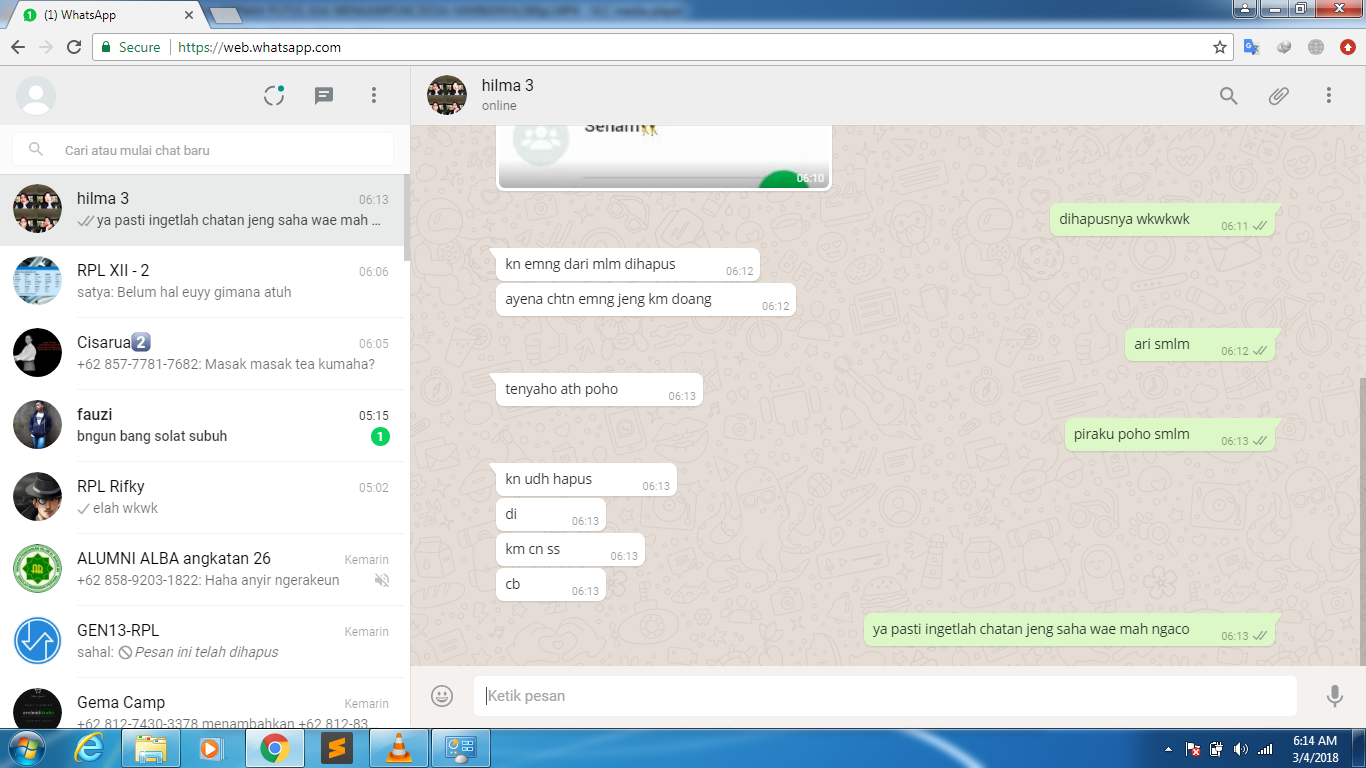 (1) WhatsApp
Secure
https://web.whatsapp.com
Cari atau mulai chat baru
hilma 3
06:13
ya pasti ingetlah chatan jeng saha wae mah ...
RPL XII - 2
06:06
satya: Belum hal euyy gimana atuh
Cisarua2
06:05
+62 857-7781-7682: Masak masak tea kumaha?
fauzi
05:15
bngun bang solat subuh
1
RPL Rifky
05:02
elah wkwk
ALUMNI ALBA angkatan 26
Kemarin
+62 858-9203-1822: Haha anyir ngerakeun
GEN13-RPL
Kemarin
sahal: Pesan ini telah dihapus
Gema Camp
Kemarin
+62 812-7430-3378 menambahkan +62 812-83
hilma 3
online
Senam
06:10
dihapusnya wkwkwk
06:11
kn emng dari mlm dihapus
06:12
ayena chtn emng jeng km doang
06:12
ari smlm
06:12
tenyaho ath poho
06:13
piraku poho smlm
06:13
kn udh hapus
06:13
di
06:13
km cn ss
06:13
cb
06:13
ya pasti ingetlah chatan jeng saha wae mah ngaco
06:13
Ketik pesan
6:14 AM
3/4/2018